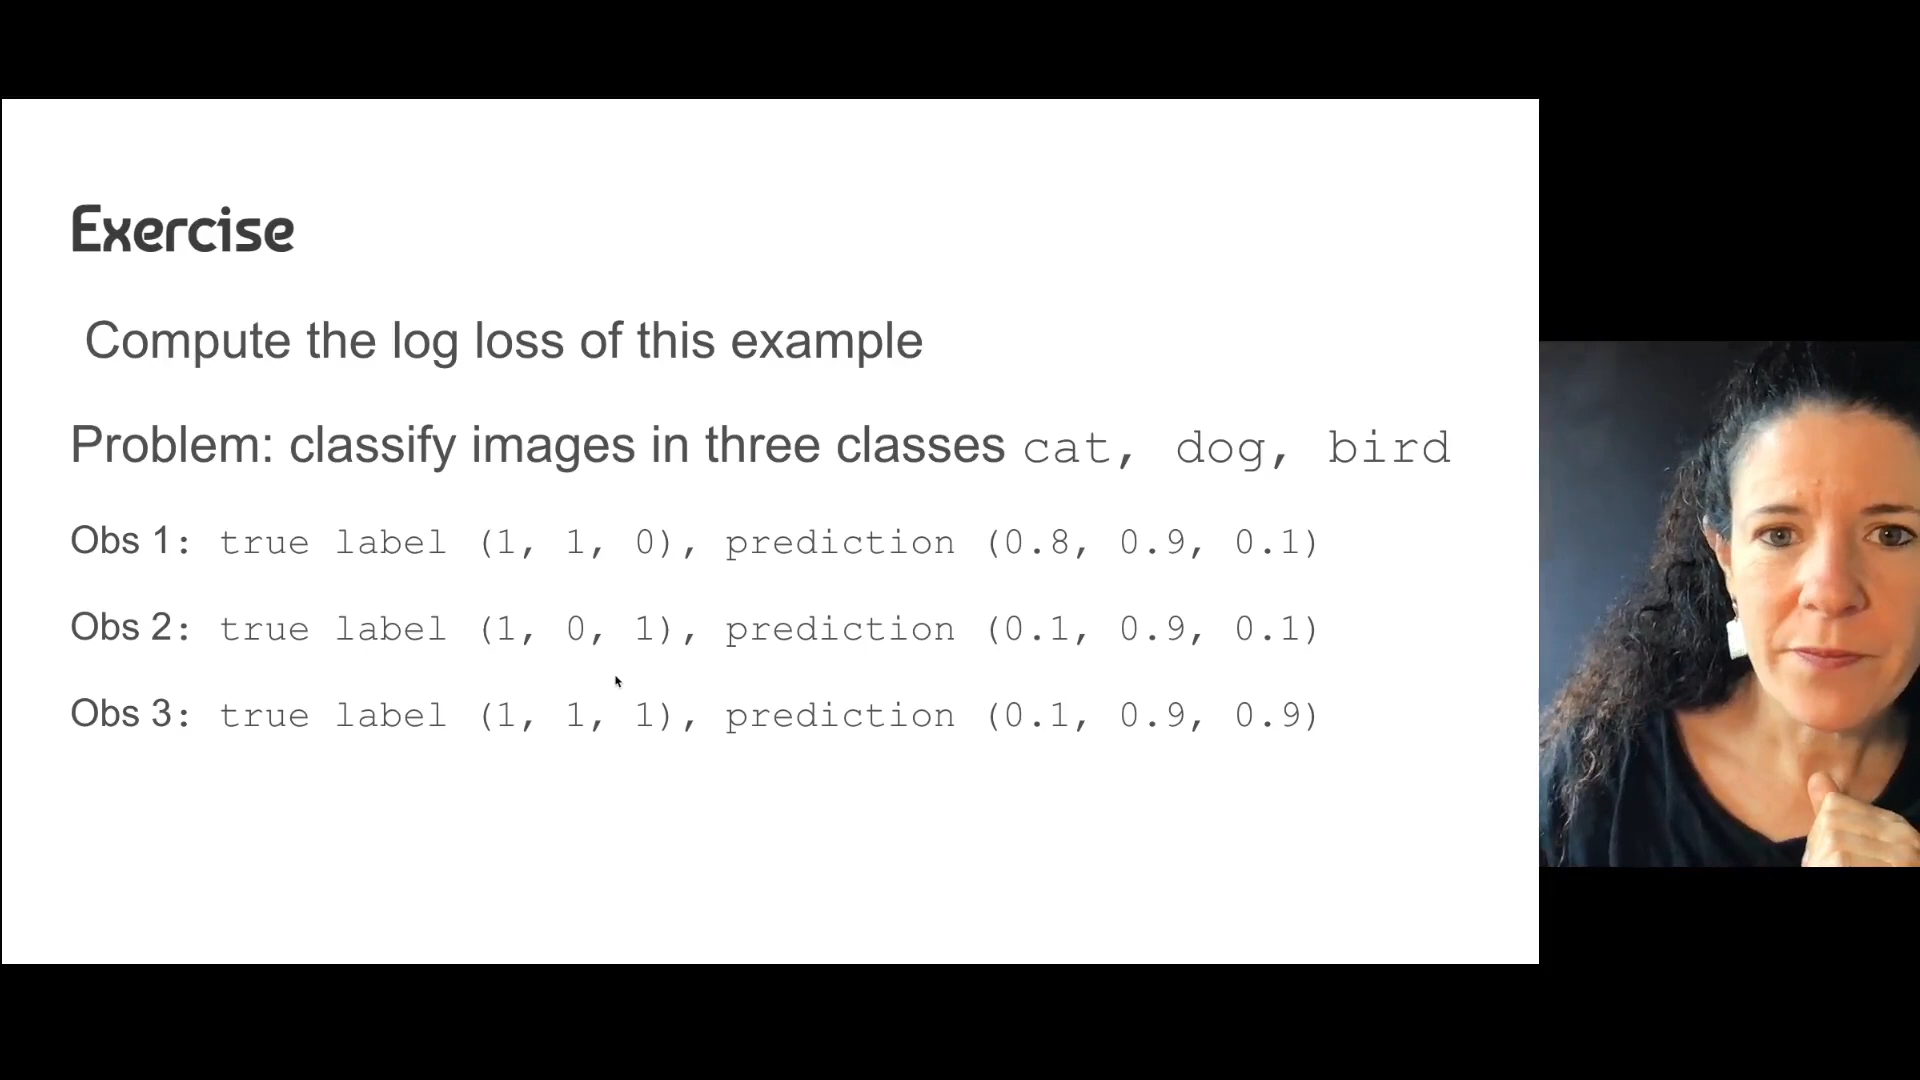 Exercise
Compute the log loss of this example
Problem: classify images in three classes cat, dog, bird
Obs 1: true label (1, 1, 0), prediction (0.8, 0.9, 0.1)
Obs 2: true label (1, 0, 1), prediction (0.1, 0.9, 0.1)
Obs 3: true label (1, 1, 1), prediction (0.1, 0.9, 0.9)